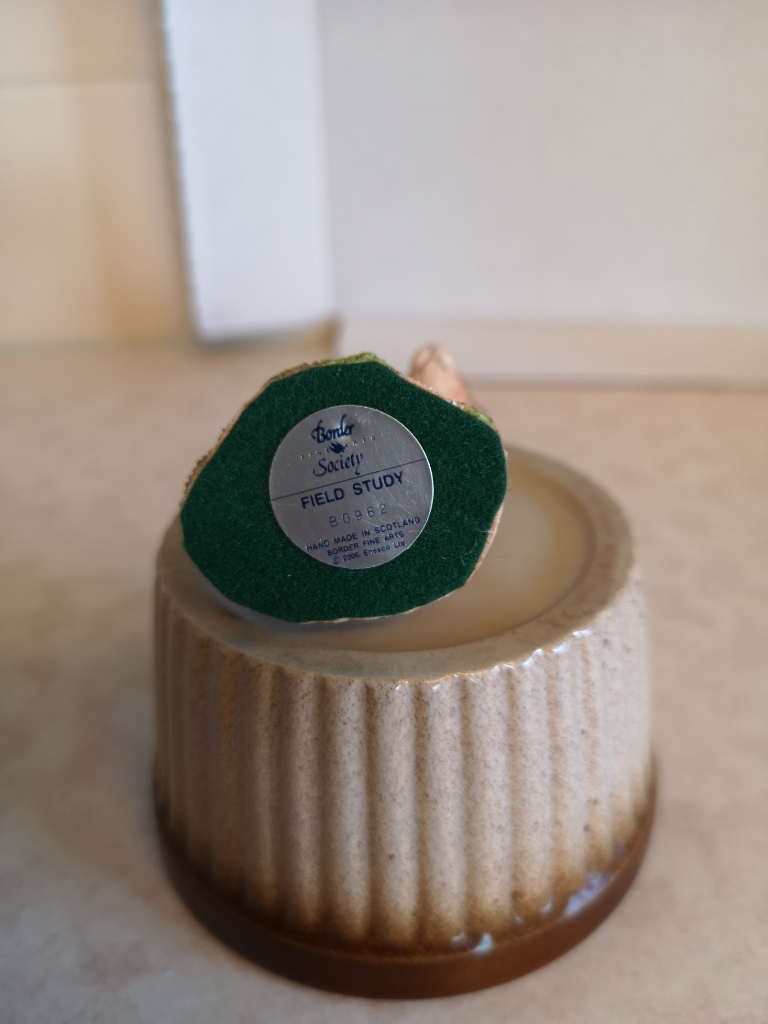 Border
Society
FIELD STUDY
B0962
HAND MADE IN SCOTLAND
BORDER FINE ARTS
© 2006 Enesco Ltd